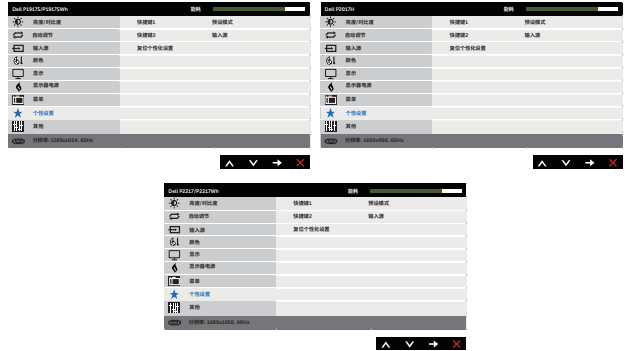 Dell P1917S/P1917SWh 能耗
亮度/对比度 快捷键1 预设模式
自动调节 快捷键2 输入源
输入源 复位个性化设置
颜色
显示
显示器电源
菜单
个性设置
其他
分辨率: 1280x1024, 60Hz
Dell P2017H 能耗
亮度/对比度 快捷键1 预设模式
自动调节 快捷键2 输入源
输入源 复位个性化设置
颜色
显示
显示器电源
菜单
个性设置
其他
分辨率: 1600x900, 60Hz
Dell P2217/P2217Wh 能耗
亮度/对比度 快捷键1 预设模式
自动调节 快捷键2 输入源
输入源 复位个性化设置
颜色
显示
显示器电源
菜单
个性设置
其他
分辨率: 1680x1050, 60Hz